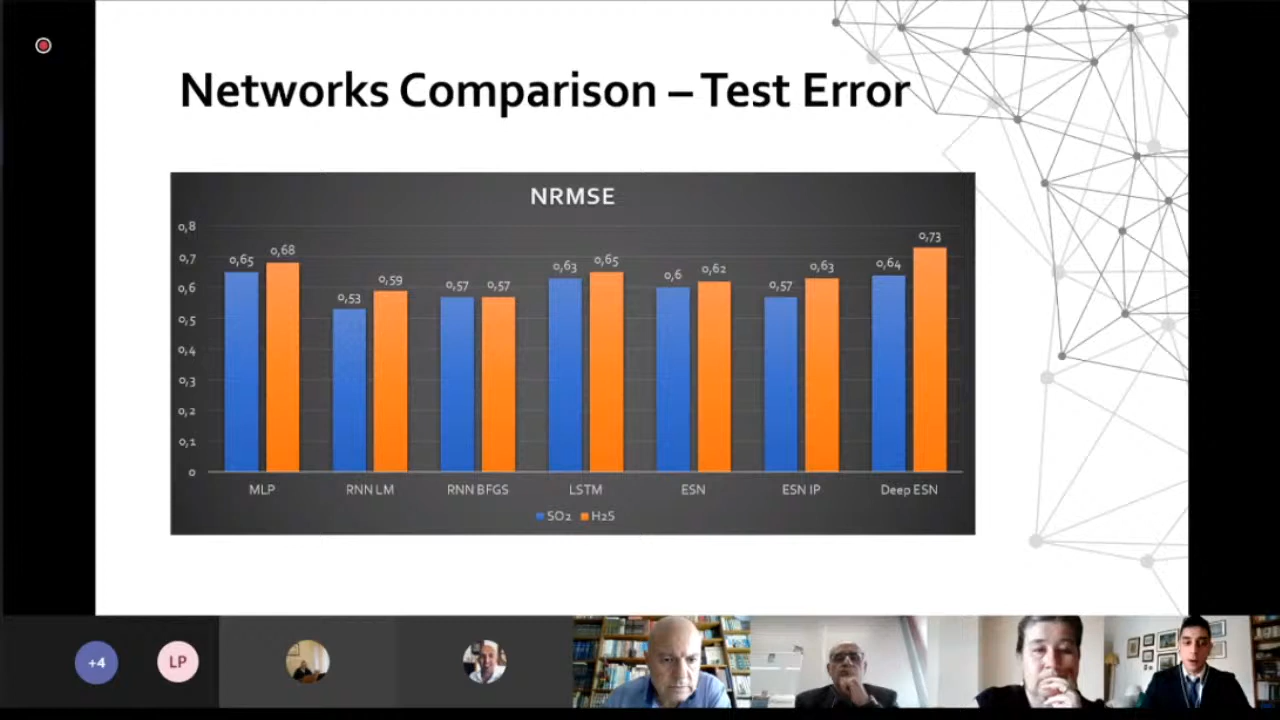 Networks Comparison – Test Error
NRMSE
0,8
0,7
0,6
0,5
0,4
0,3
0,2
0,1
0
0,65 0,68 0,53 0,59 0,57 0,57 0,63 0,65 0,6 0,62 0,57 0,63 0,64 0,73
MLP RNN LM RNN BFGS LSTM ESN ESN IP Deep ESN
SO2 H2S
+4 LP